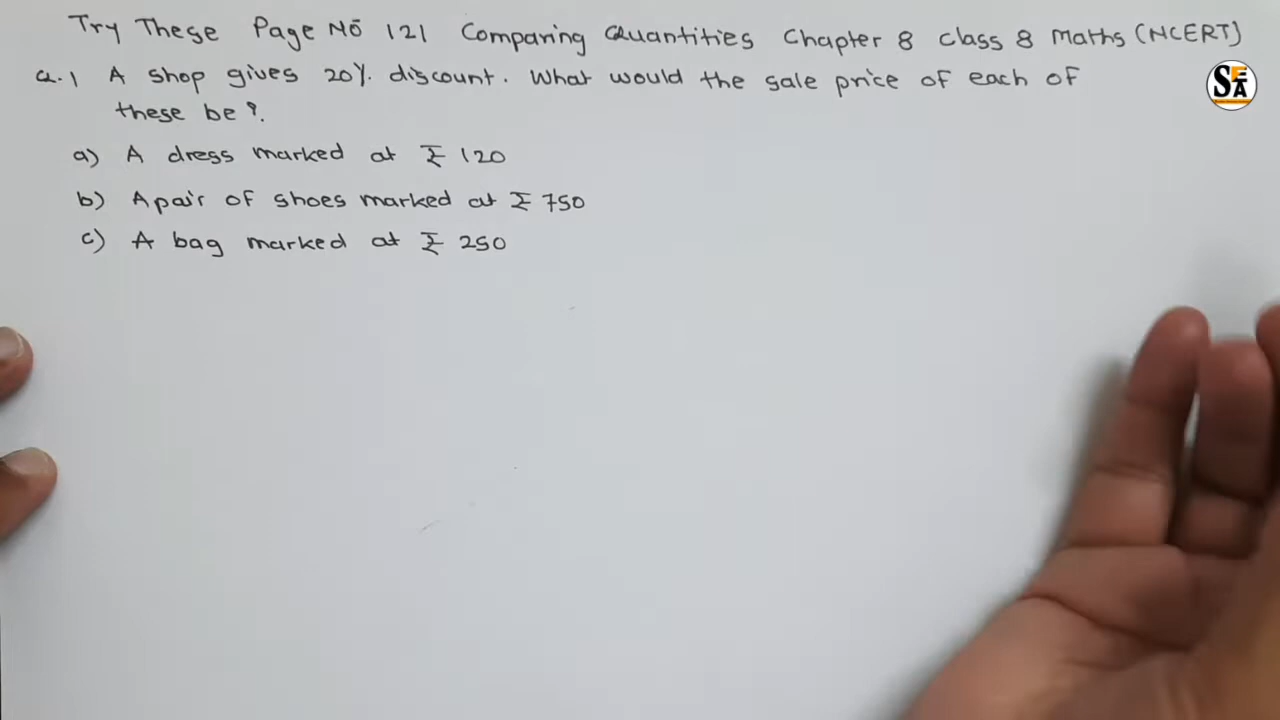 Try These Page No 121 Comparing Quantities Chapter 8 class 8 Maths (NCERT)
Q.1 A shop gives 20% discount. What would the sale price of each of
these be?
a) A dress marked at ₹ 120
b) A pair of shoes marked at ₹ 750
c) A bag marked at ₹ 250
SFA